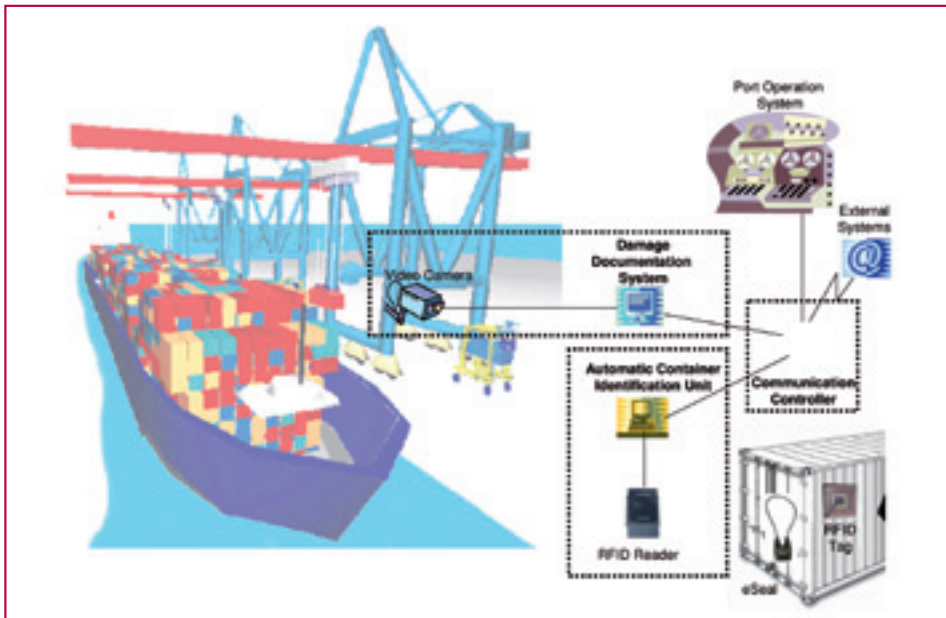 Port Operation
System
External
Systems
Damage
Documentation
System
Video Camera
Automatic Container
Identification Unit
Communication
Controller
RFID Reader
RFID
Tag
eSeal